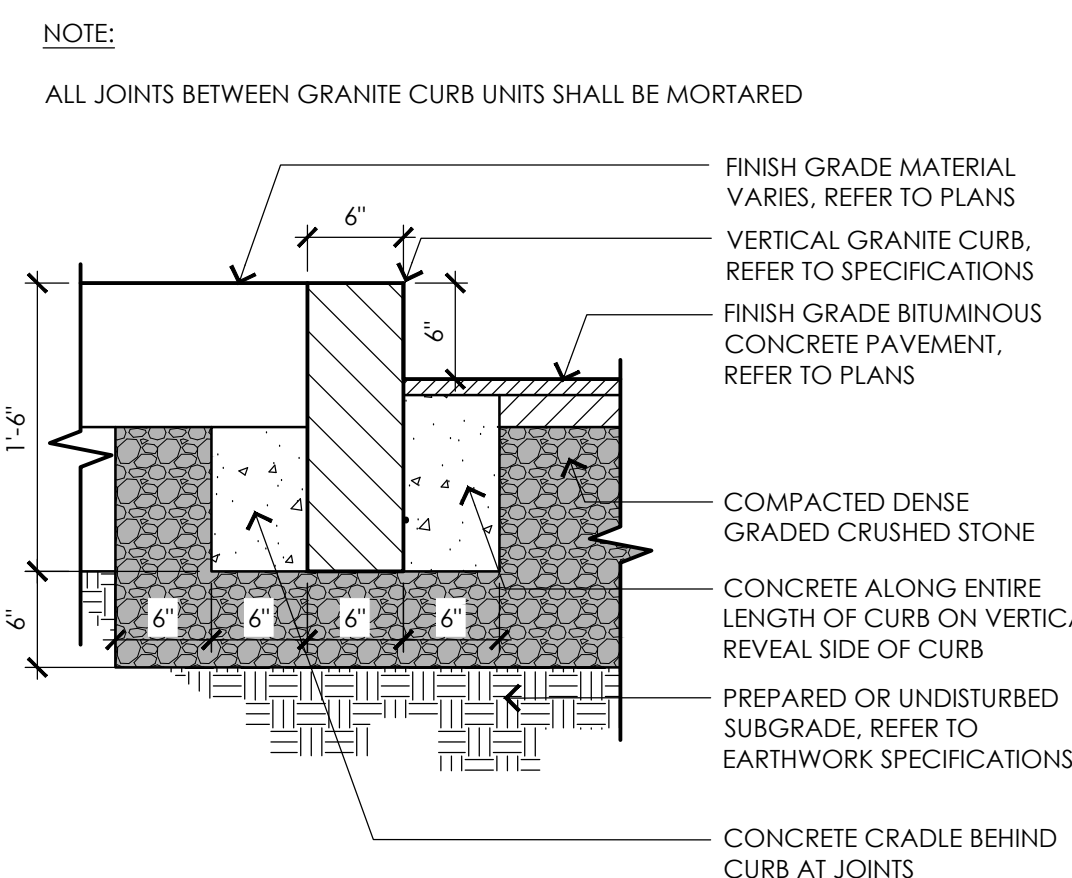 NOTE:
ALL JOINTS BETWEEN GRANITE CURB UNITS SHALL BE MORTARED
FINISH GRADE MATERIAL
VARIES, REFER TO PLANS
6"
VERTICAL GRANITE CURB,
REFER TO SPECIFICATIONS
6"
FINISH GRADE BITUMINOUS
CONCRETE PAVEMENT,
REFER TO PLANS
1'-6"
COMPACTED DENSE
GRADED CRUSHED STONE
6"
6" 6" 6" 6"
CONCRETE ALONG ENTIRE
LENGTH OF CURB ON VERTICA
REVEAL SIDE OF CURB
PREPARED OR UNDISTURBED
SUBGRADE, REFER TO
EARTHWORK SPECIFICATIONS
CONCRETE CRADLE BEHIND
CURB AT JOINTS